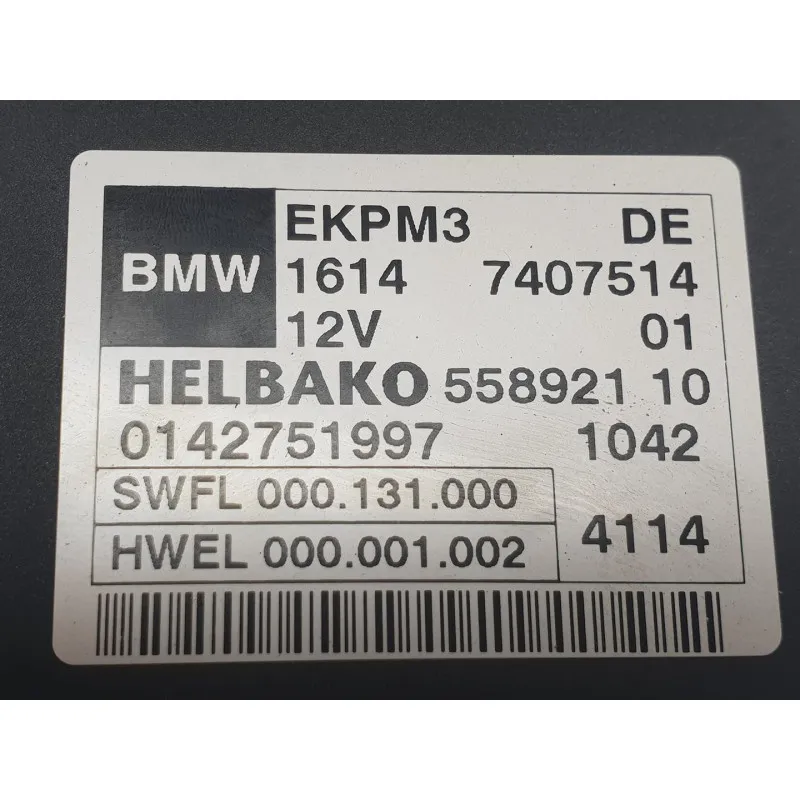 EKPM3 DE
BMW 1614 7407514
12V 01
HELBAKO 558921 10
0142751997 1042
SWFL 000.131.000
HWEL 000.001.002 4114